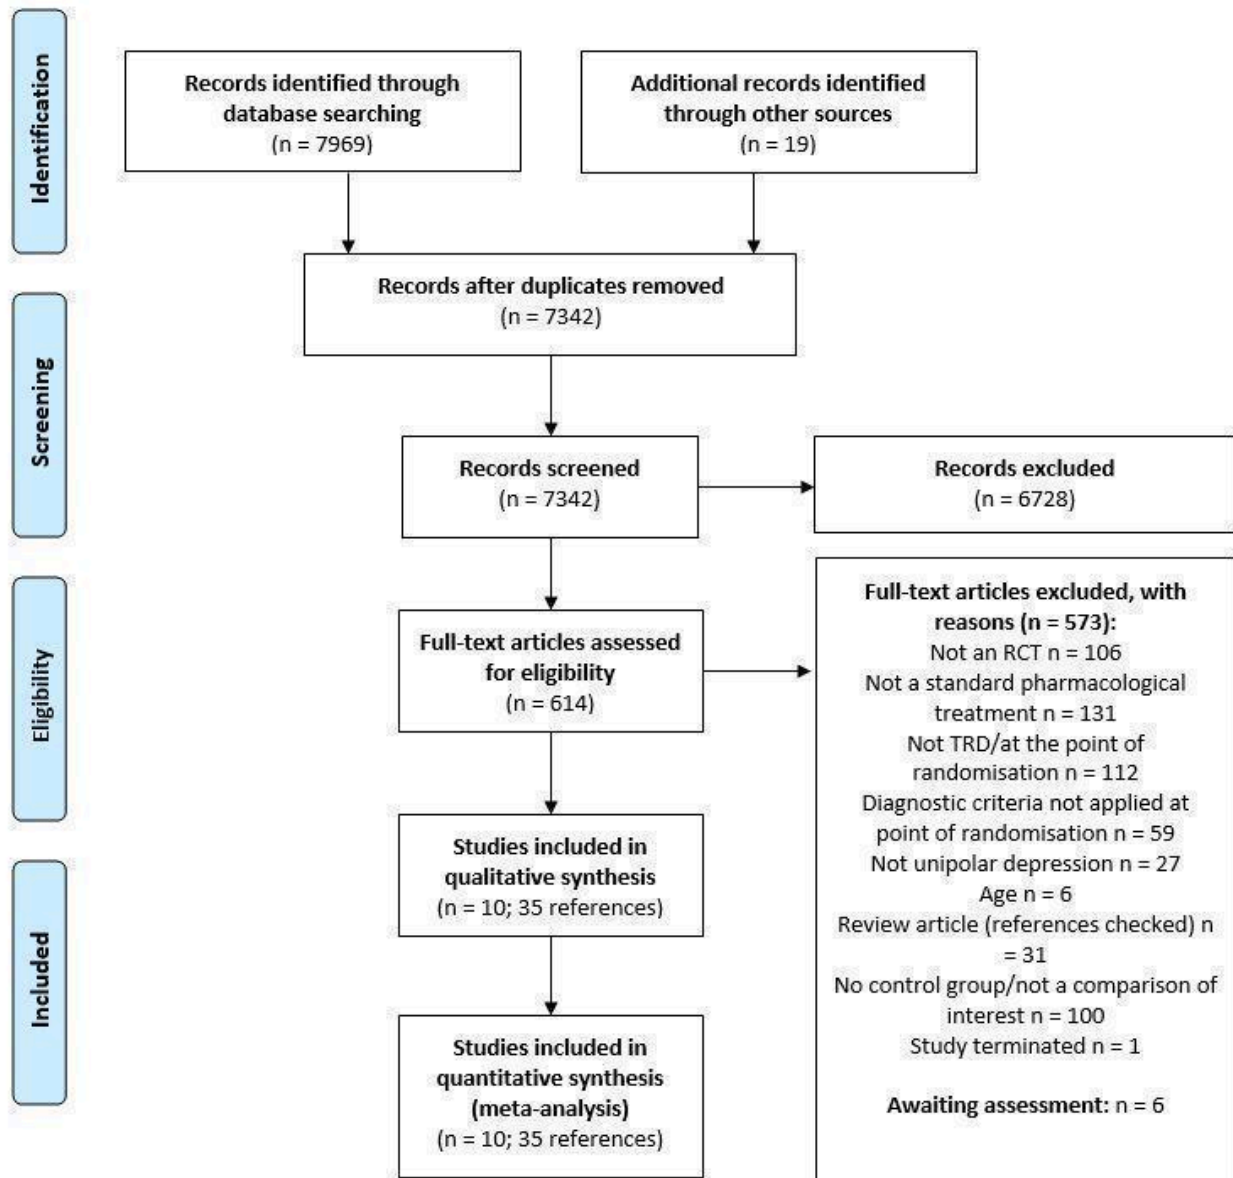 Identification
Records identified through
database searching
(n = 7969)
Additional records identified
through other sources
(n = 19)
Records after duplicates removed
(n = 7342)
Screening
Records screened
(n = 7342)
Records excluded
(n = 6728)
Eligibility
Full-text articles assessed
for eligibility
(n = 614)
Full-text articles excluded, with
reasons (n = 573):
Not an RCT n = 106
Not a standard pharmacological
treatment n = 131
Not TRD/at the point of
randomisation n = 112
Diagnostic criteria not applied at
point of randomisation n = 59
Not unipolar depression n = 27
Age n = 6
Review article (references checked) n
= 31
No control group/not a comparison of
interest n = 100
Study terminated n = 1
Awaiting assessment: n = 6
Included
Studies included in
qualitative synthesis
(n = 10; 35 references)
Studies included in
quantitative synthesis
(meta-analysis)
(n = 10; 35 references)